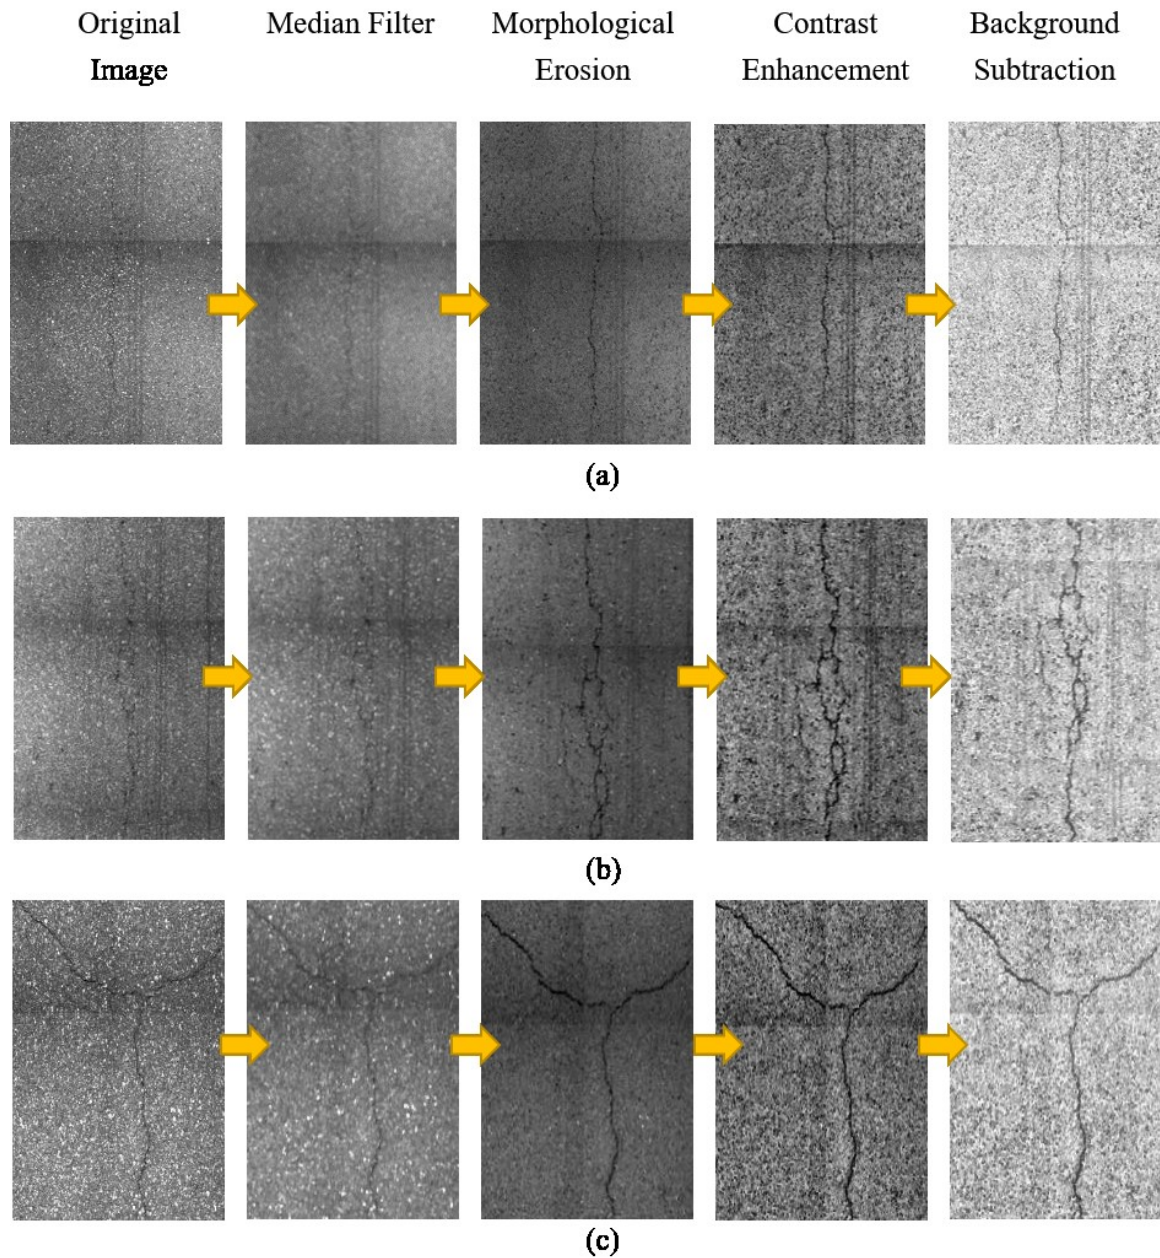 Original Image
Median Filter
Morphological Erosion
Contrast Enhancement
Background Subtraction
(a)
(b)
(c)